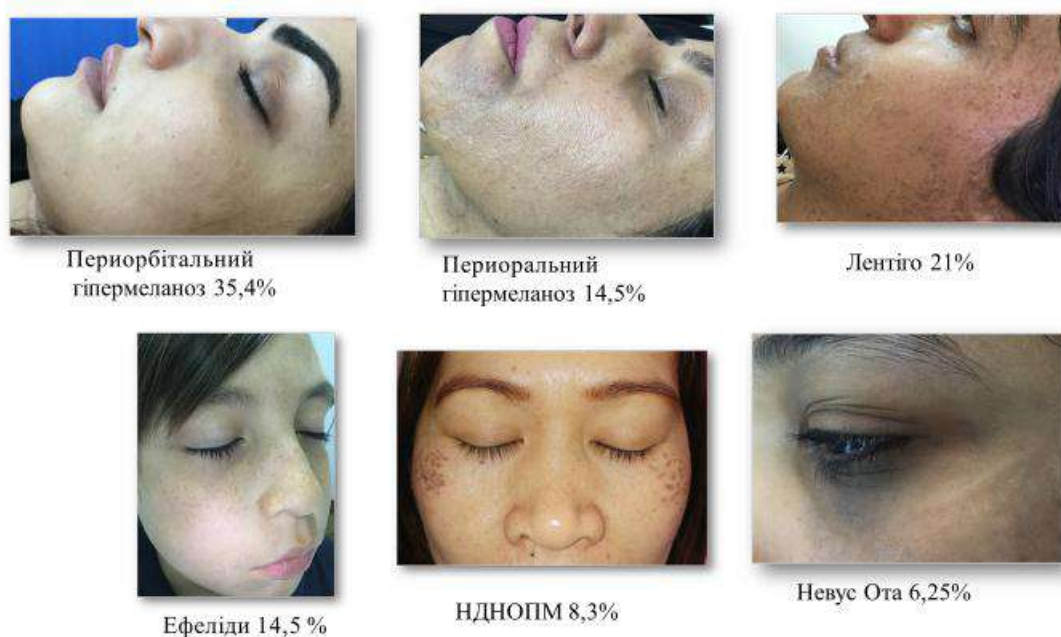 Периорбітальний
гіпермеланоз 35,4%
Периоральний
гіпермеланоз 14,5%
Лентіго 21%
Ефеліди 14,5 %
НДНОПМ 8,3%
Невус Ота 6,25%